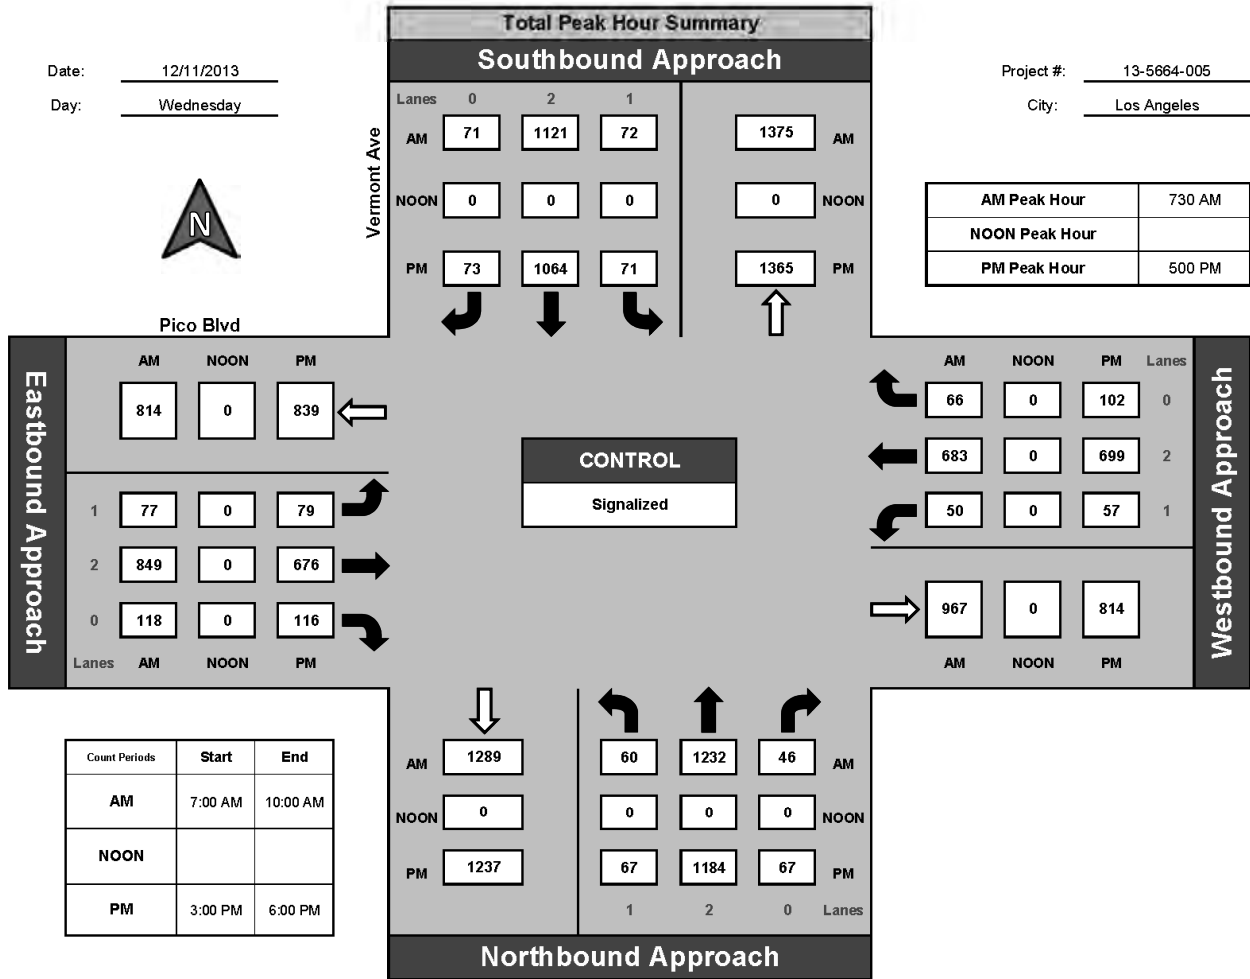 Total Peak Hour Summary
Southbound Approach
Date: 12/11/2013
Day: Wednesday
Project #: 13-5664-005
City: Los Angeles
Vermont Ave
Lanes 0 2 1
AM 71 1121 72 1375 AM
NOON 0 0 0 0 NOON
PM 73 1064 71 1365 PM
N
AM Peak Hour 730 AM
NOON Peak Hour
PM Peak Hour 500 PM
Pico Blvd
Eastbound Approach
AM NOON PM
814 0 839
1 77 0 79
2 849 0 676
0 118 0 116
Lanes AM NOON PM
CONTROL
Signalized
AM NOON PM Lanes
66 0 102 0
683 0 699 2
50 0 57 1
967 0 814
AM NOON PM
Westbound Approach
Count Periods Start End
AM 7:00 AM 10:00 AM
NOON
PM 3:00 PM 6:00 PM
AM 1289 60 1232 46 AM
NOON 0 0 0 0 NOON
PM 1237 67 1184 67 PM
1 2 0 Lanes
Northbound Approach